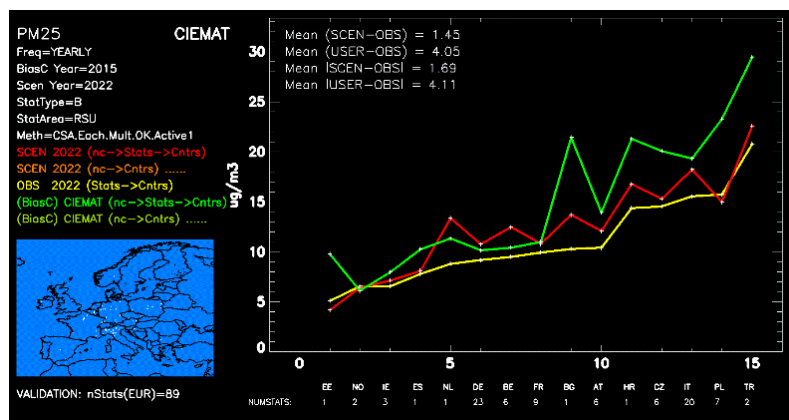 PM25 CIEMAT
Freq=YEARLY
BiasC Year=2015
Scen Year=2022
StatType=B
StatArea=RSU
Meth=CSA.Each.Mult.OK.Active1
SCEN 2022 (nc->Stats->Cntrs)
SCEN 2022 (nc->Cntrs) ......
OBS 2022 (Stats->Cntrs)
(BiasC) CIEMAT (nc->Stats->Cntrs)
(BiasC) CIEMAT (nc->Cntrs) ......
VALIDATION: nStats(EUR)=89
Mean (SCEN-OBS) = 1.45
Mean (USER-OBS) = 4.05
Mean |SCEN-OBS| = 1.69
Mean |USER-OBS| = 4.11
ug/m3
30
25
20
15
10
5
0
0 5 10 15
EE NO IE ES NL DE BE FR BG AT HR CZ IT PL TR
NUMSTATS: 1 2 3 1 1 23 6 9 1 6 1 6 20 7 2